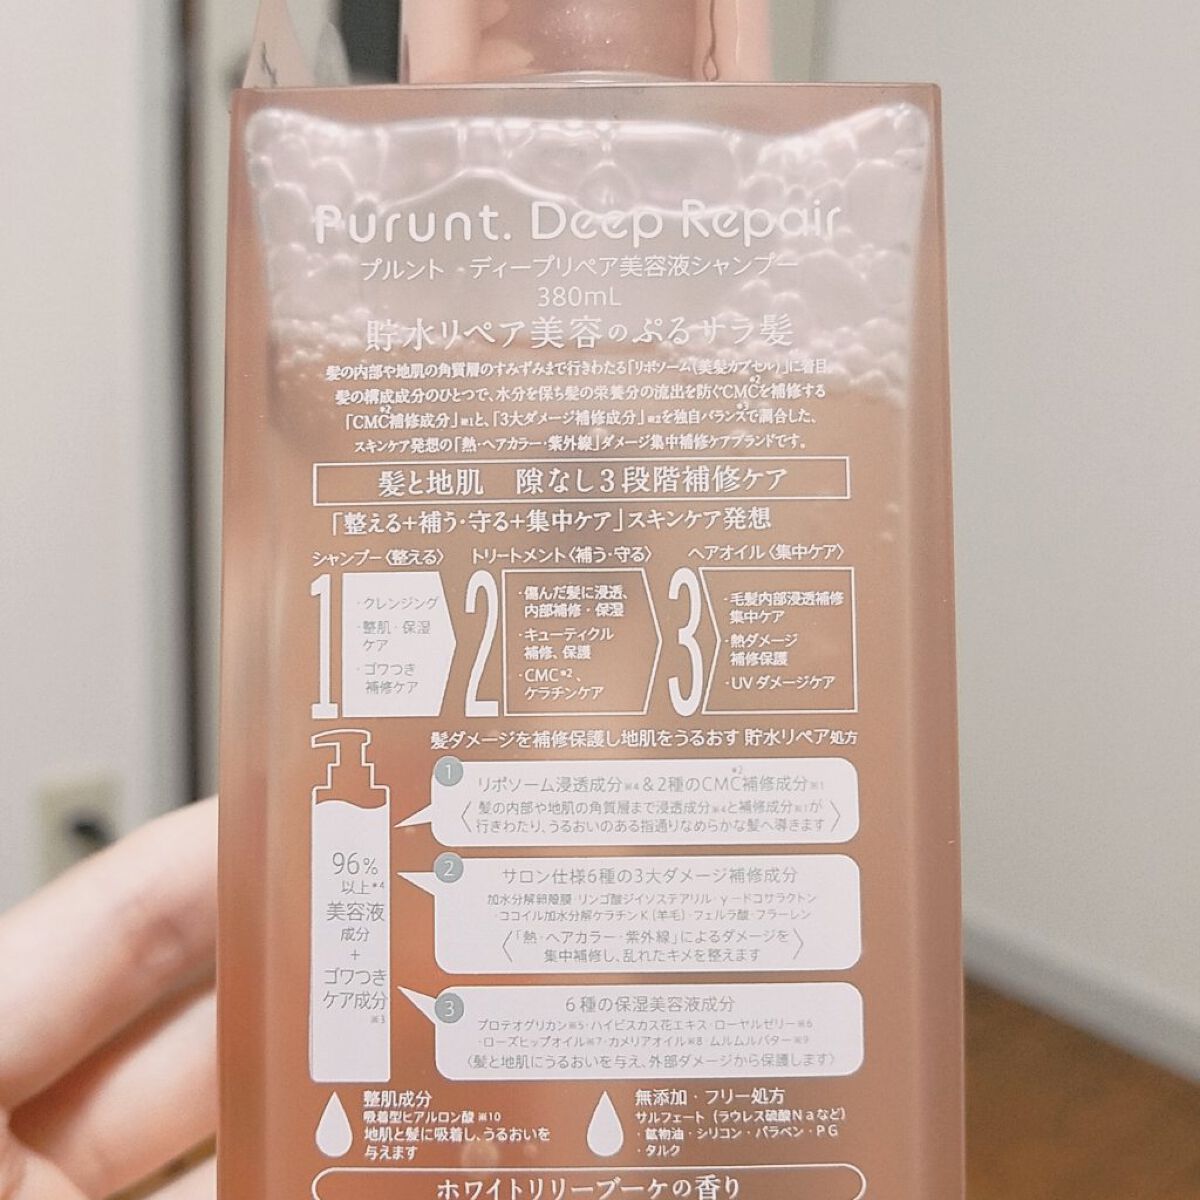 Purunt. Deep Repair
プルント ディープリペア美容液シャンプー
380mL
貯水リペア美容のぷるサラ髪
髪の内部や地肌の角質層のすみずみまで行きわたる「リポソーム(美髪カプセル)」に着目。
髪の構成成分のひとつで、水分を保ち髪の栄養分の流出を防ぐCMC*2を補修する
「CMC*2補修成分」※1と、「3大ダメージ補修成分」※2を独自バランス*3で調合した、
スキンケア発想の「熱・ヘアカラー・紫外線」ダメージ集中補修ケアブランドです。
髪と地肌 隙なし3段階補修ケア
「整える+補う・守る+集中ケア」スキンケア発想
シャンプー〈整える〉
1
・クレンジング
・整肌・保湿
ケア
・ゴワつき
補修ケア
トリートメント〈補う・守る〉
2
・傷んだ髪に浸透、
内部補修・保湿
・キューティクル
補修、保護
・CMC*2、
ケラチンケア
ヘアオイル〈集中ケア〉
3
・毛髪内部浸透補修
集中ケア
・熱ダメージ
補修保護
・UVダメージケア
髪ダメージを補修保護し地肌をうるおす 貯水リペア処方
96%
以上*4
美容液
成分
+
ゴワつき
ケア成分
※3
1
リポソーム浸透成分※4&2種のCMC*2補修成分※1
〈髪の内部や地肌の角質層まで浸透成分※4と補修成分※1が
行きわたり、うるおいのある指通りなめらかな髪へ導きます〉
2
サロン仕様6種の3大ダメージ補修成分
加水分解卵殻膜・リンゴ酸ジイソステアリル・γ-ドコサラクトン
・ココイル加水分解ケラチンK(羊毛)・フェルラ酸・フラーレン
〈「熱・ヘアカラー・紫外線」によるダメージを
集中補修し、乱れたキメを整えます〉
3
6種の保湿美容液成分
プロテオグリカン※5・ハイビスカス花エキス・ローヤルゼリー※6
・ローズヒップオイル※7・カメリアオイル※8・ムルムルバター※9
〈髪と地肌にうるおいを与え、外部ダメージから保護します〉
整肌成分
吸着型ヒアルロン酸※10
地肌と髪に吸着し、うるおいを
与えます
無添加・フリー処方
サルフェート(ラウレス硫酸Naなど)
・鉱物油・シリコン・パラベン・PG
・タルク
ホワイトリリーブーケの香り